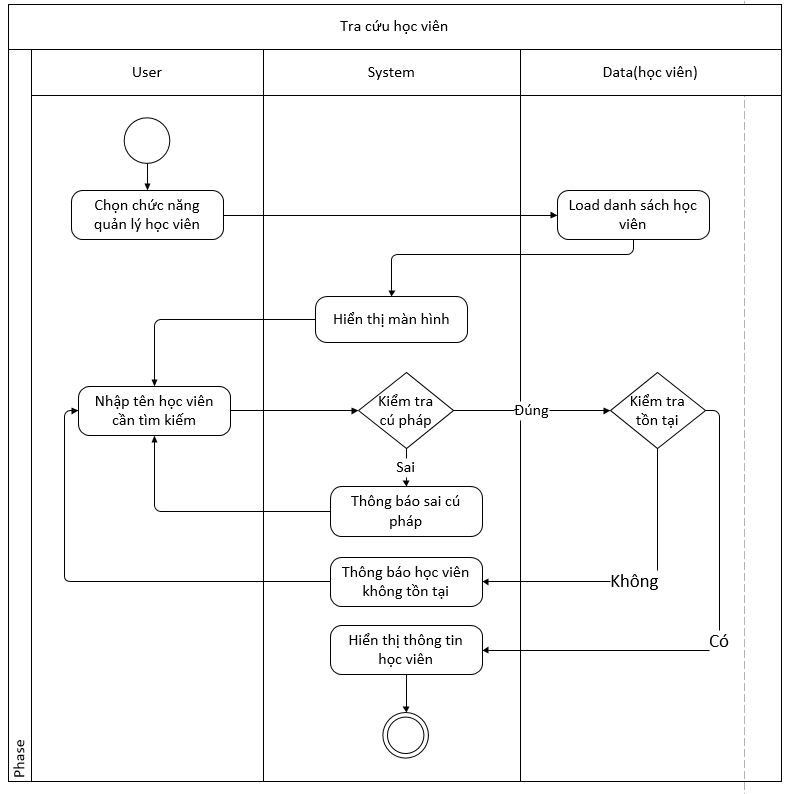 Tra cứu học viên
User
System
Data(học viên)
Chọn chức năng
quản lý học viên
Load danh sách học
viên
Hiển thị màn hình
Nhập tên học viên
cần tìm kiếm
Kiểm tra
cú pháp
Đúng
Kiểm tra
tồn tại
Sai
Thông báo sai cú
pháp
Thông báo học viên
không tồn tại
Không
Hiển thị thông tin
học viên
Có
Phase